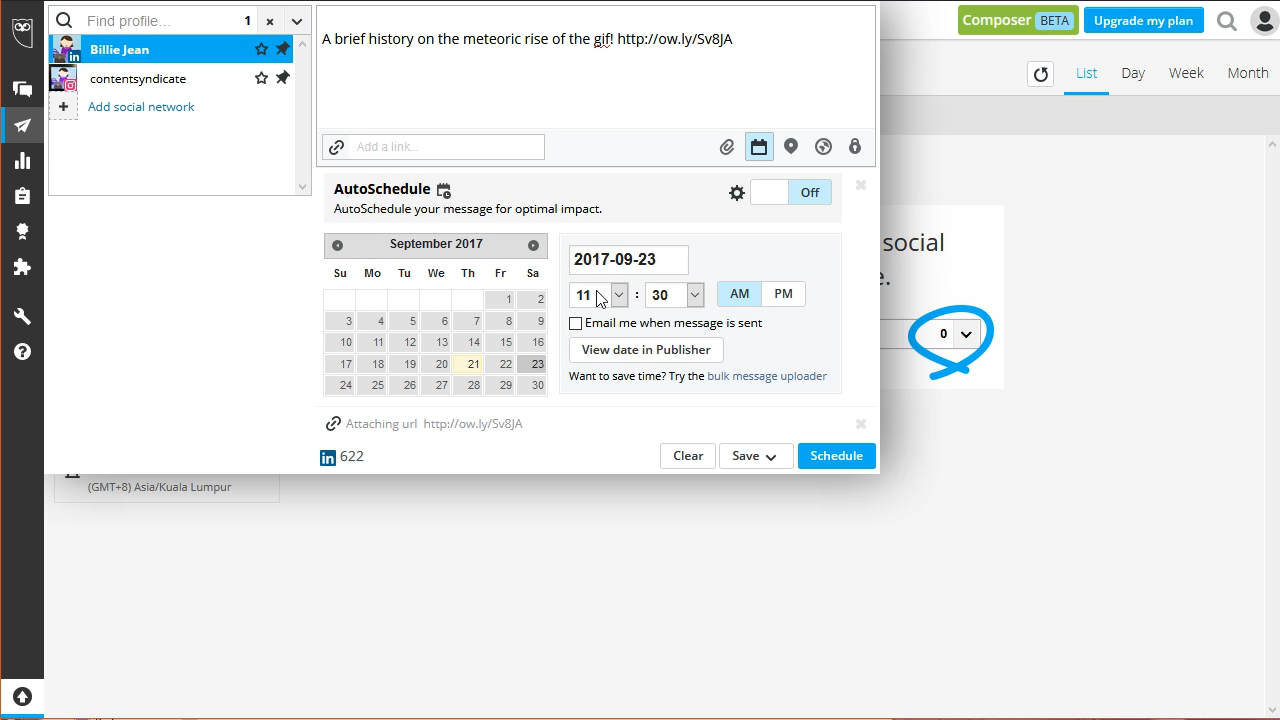 Find profile...
1
Billie Jean
contentsyndicate
Add social network
A brief history on the meteoric rise of the gif! http://ow.ly/Sv8JA
Add a link...
Composer BETA
Upgrade my plan
List
Day
Week
Month
AutoSchedule
AutoSchedule your message for optimal impact.
Off
September 2017
Su Mo Tu We Th Fr Sa
1 2
3 4 5 6 7 8 9
10 11 12 13 14 15 16
17 18 19 20 21 22 23
24 25 26 27 28 29 30
2017-09-23
11 : 30 AM PM
Email me when message is sent
View date in Publisher
Want to save time? Try the bulk message uploader
social
e.
0
Attaching url http://ow.ly/Sv8JA
in 622
Clear
Save
Schedule
(GMT+8) Asia/Kuala Lumpur